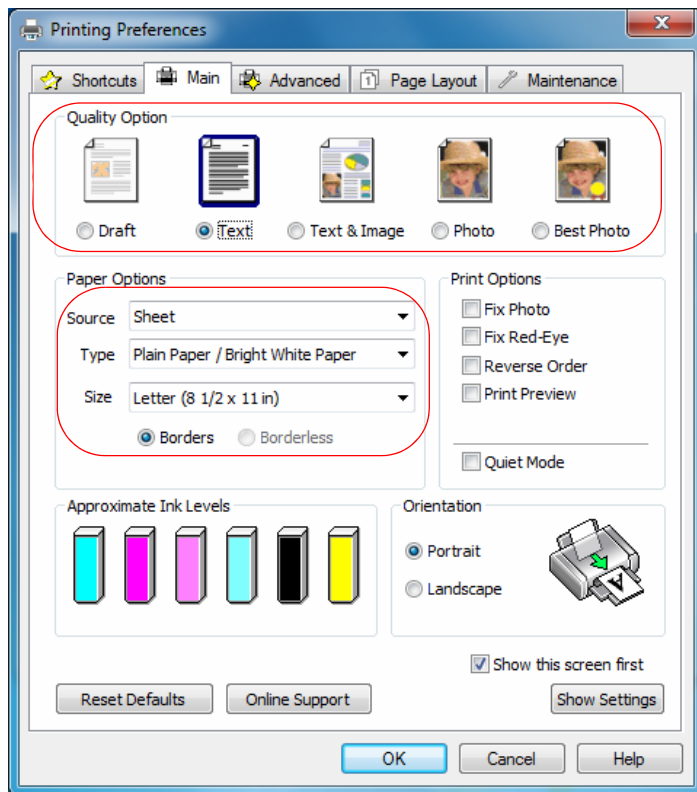 Printing Preferences
Shortcuts Main Advanced Page Layout Maintenance
Quality Option
Draft Text Text & Image Photo Best Photo
Paper Options
Source Sheet
Type Plain Paper / Bright White Paper
Size Letter (8 1/2 x 11 in)
Borders Borderless
Print Options
Fix Photo
Fix Red-Eye
Reverse Order
Print Preview
Quiet Mode
Approximate Ink Levels
Orientation
Portrait
Landscape
A
Show this screen first
Reset Defaults Online Support Show Settings
OK Cancel Help